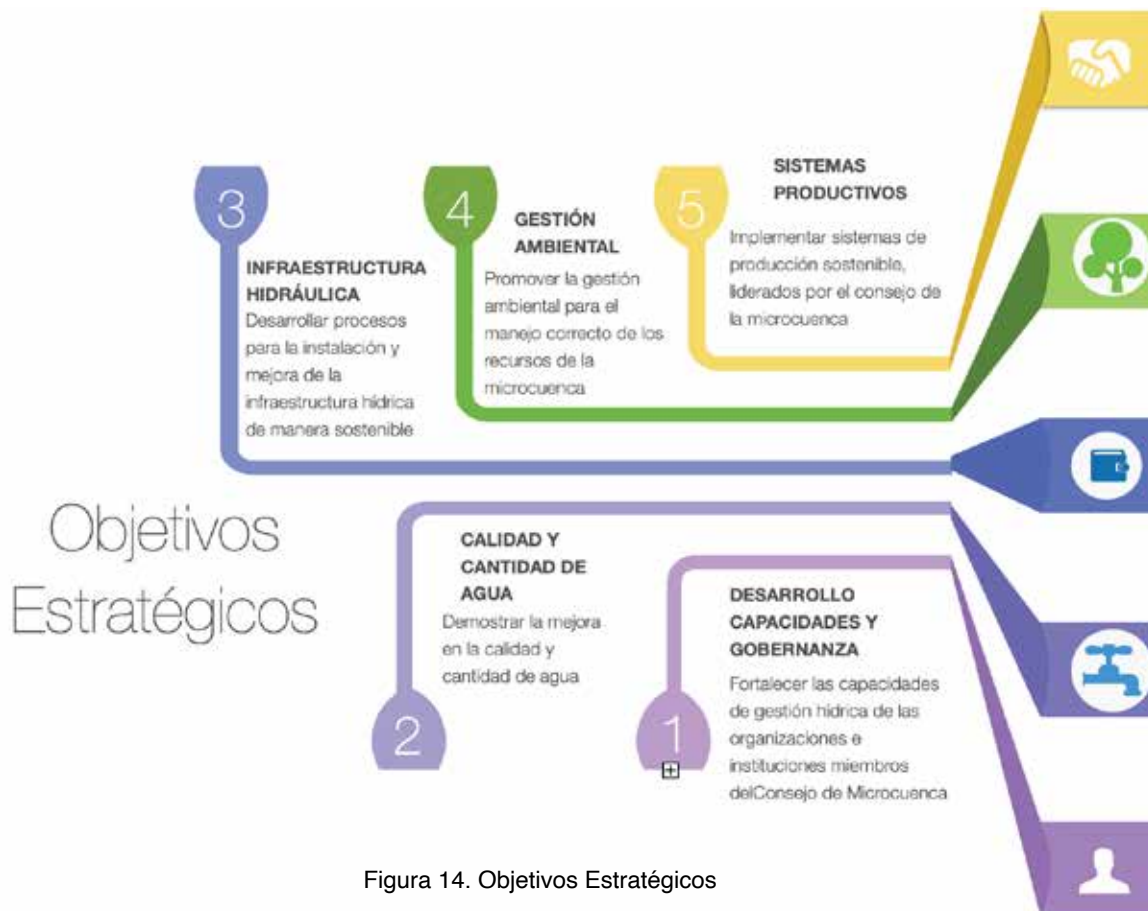 Objetivos
Estratégicos
3
INFRAESTRUCTURA
HIDRÁULICA
Desarrollar procesos
para la instalación y
mejora de la
infraestructura hídrica
de manera sostenible
4
GESTIÓN
AMBIENTAL
Promover la gestión
ambiental para el
manejo correcto de los
recursos de la
microcuenca
5
SISTEMAS
PRODUCTIVOS
Implementar sistemas de
producción sostenible,
liderados por el consejo de
la microcuenca
CALIDAD Y
CANTIDAD DE
AGUA
Demostrar la mejora
en la calidad y
cantidad de agua
2
DESARROLLO
CAPACIDADES Y
GOBERNANZA
Fortalecer las capacidades
de gestión hídrica de las
organizaciones e
instituciones miembros
delConsejo de Microcuenca
1
Figura 14. Objetivos Estratégicos